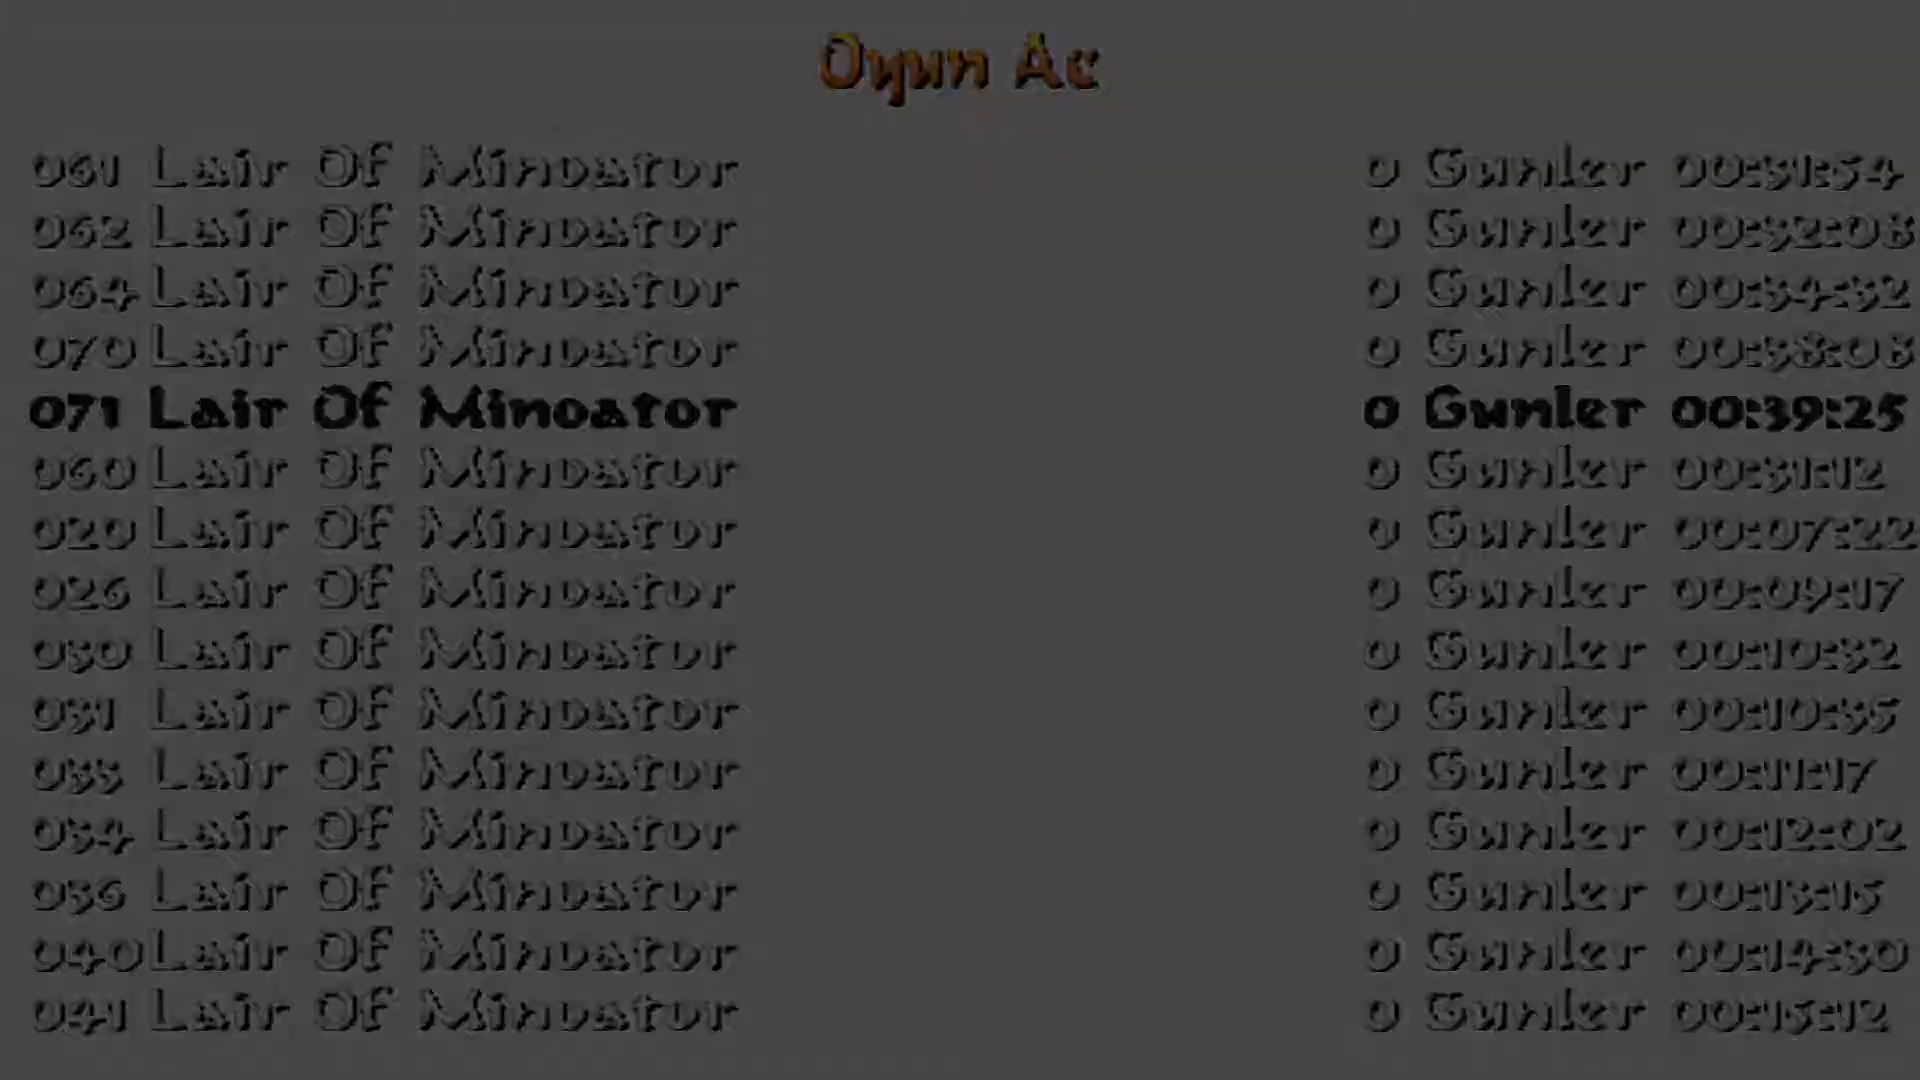 Oyun Ac
061 Lair Of Minoator 0 Gunler 00:31:54
062 Lair Of Minoator 0 Gunler 00:32:08
064 Lair Of Minoator 0 Gunler 00:34:32
070 Lair Of Minoator 0 Gunler 00:38:08
071 Lair Of Minoator 0 Gunler 00:39:25
060 Lair Of Minoator 0 Gunler 00:31:12
020 Lair Of Minoator 0 Gunler 00:07:22
026 Lair Of Minoator 0 Gunler 00:09:17
030 Lair Of Minoator 0 Gunler 00:10:32
031 Lair Of Minoator 0 Gunler 00:10:35
033 Lair Of Minoator 0 Gunler 00:11:17
034 Lair Of Minoator 0 Gunler 00:12:02
036 Lair Of Minoator 0 Gunler 00:13:15
040 Lair Of Minoator 0 Gunler 00:14:30
041 Lair Of Minoator 0 Gunler 00:15:12